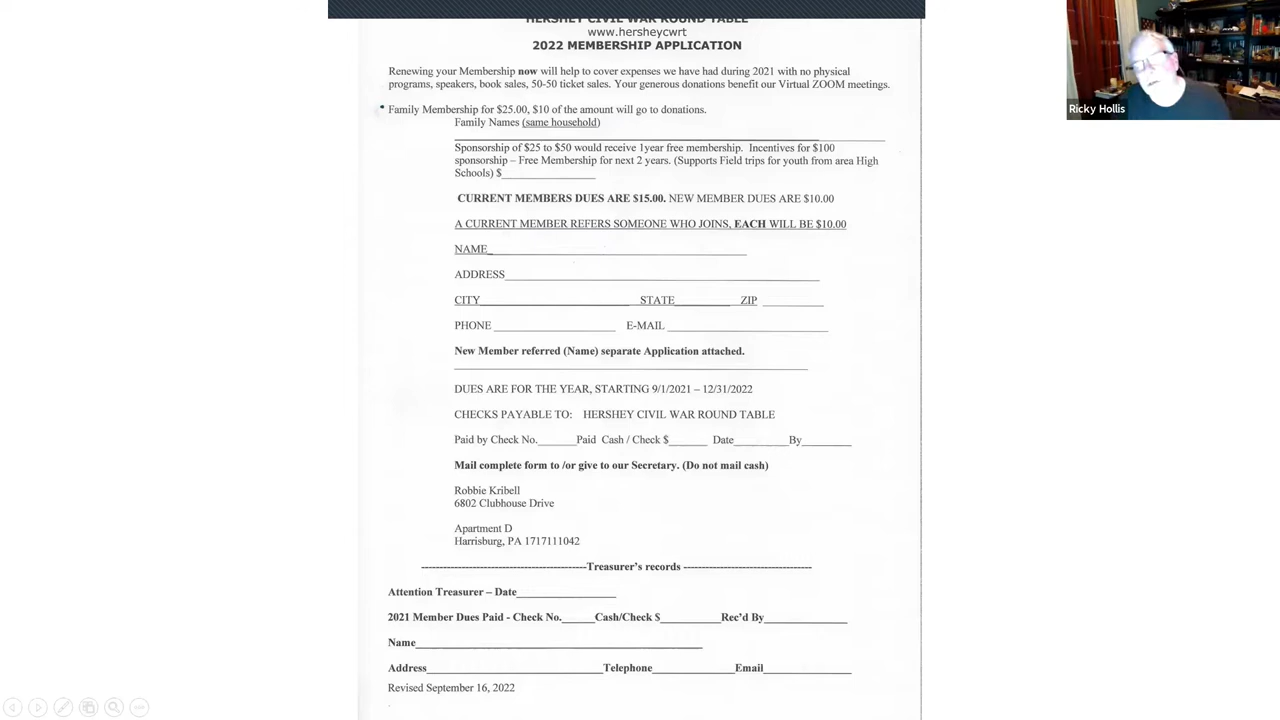 HERSHEY CIVIL WAR ROUND TABLE
www.hersheycwrt
2022 MEMBERSHIP APPLICATION
Renewing your Membership now will help to cover expenses we have had during 2021 with no physical
programs, speakers, book sales, 50-50 ticket sales. Your generous donations benefit our Virtual ZOOM meetings.
Family Membership for $25.00, $10 of the amount will go to donations.
Family Names (same household)
Sponsorship of $25 to $50 would receive 1year free membership. Incentives for $100
sponsorship – Free Membership for next 2 years. (Supports Field trips for youth from area High
Schools) $
CURRENT MEMBERS DUES ARE $15.00. NEW MEMBER DUES ARE $10.00
A CURRENT MEMBER REFERS SOMEONE WHO JOINS, EACH WILL BE $10.00
NAME
ADDRESS
CITY STATE ZIP
PHONE E-MAIL
New Member referred (Name) separate Application attached.
DUES ARE FOR THE YEAR, STARTING 9/1/2021 – 12/31/2022
CHECKS PAYABLE TO: HERSHEY CIVIL WAR ROUND TABLE
Paid by Check No. Paid Cash / Check $ Date By
Mail complete form to /or give to our Secretary. (Do not mail cash)
Robbie Kribell
6802 Clubhouse Drive
Apartment D
Harrisburg, PA 1717111042
Treasurer's records
Attention Treasurer – Date
2021 Member Dues Paid - Check No. Cash/Check $ Rec'd By
Name
Address Telephone Email
Revised September 16, 2022
Ricky Hollis